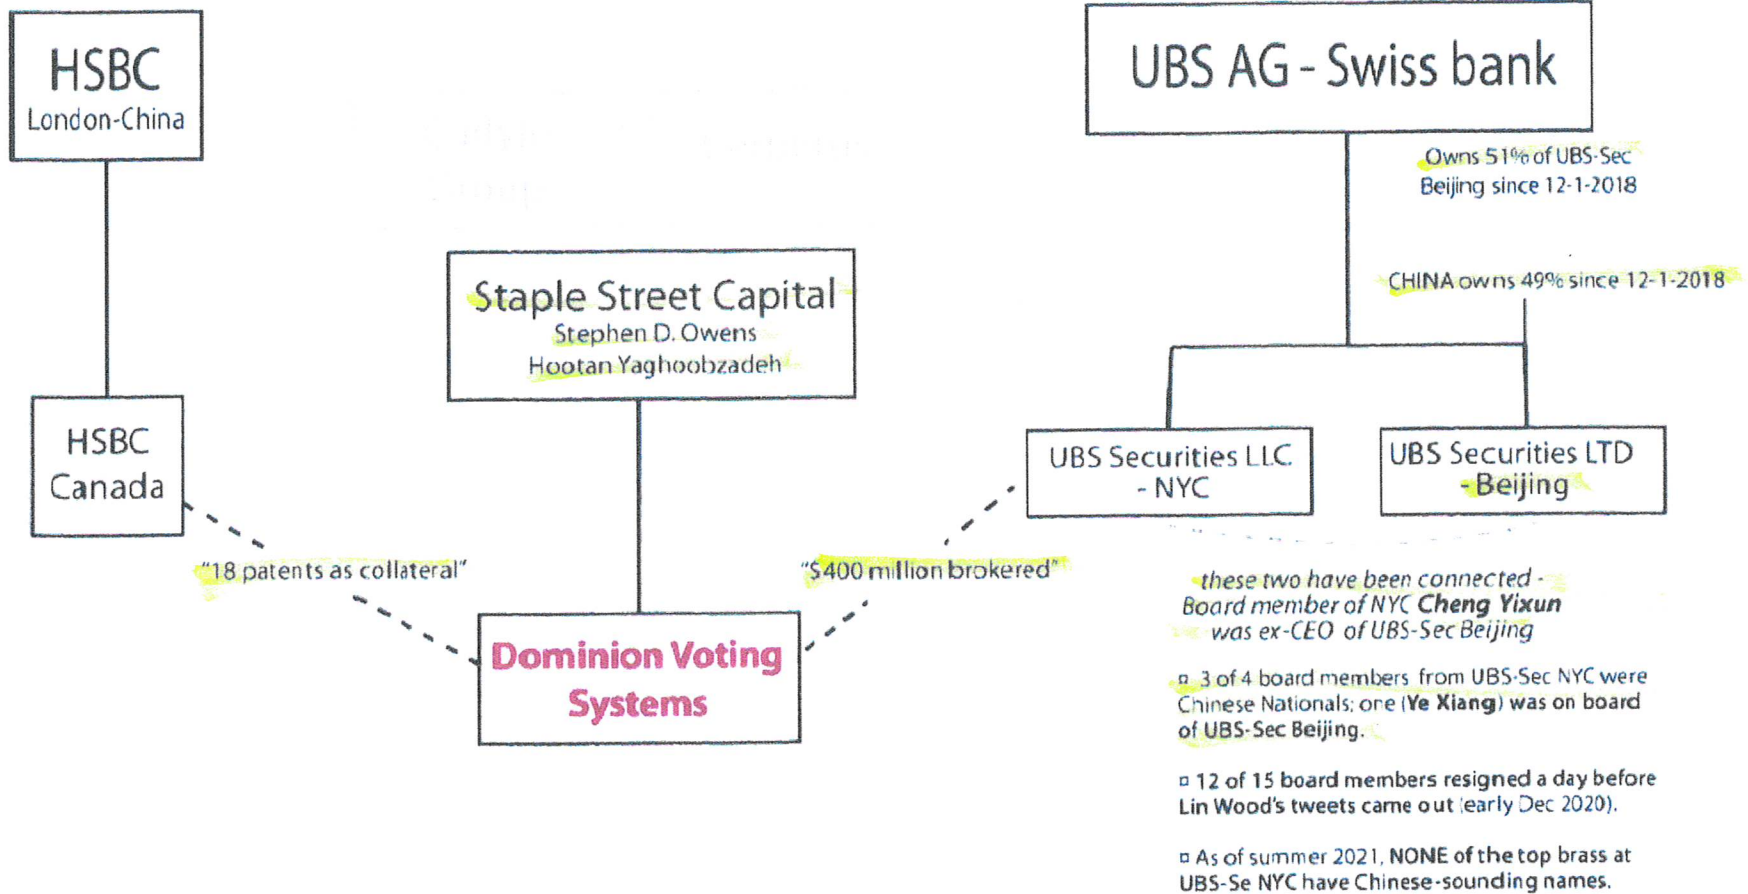 HSBC
London-China
UBS AG - Swiss bank
Owns 51% of UBS-Sec
Beijing since 12-1-2018
CHINA owns 49% since 12-1-2018
Staple Street Capital
Stephen D. Owens
Hootan Yaghoobzadeh
HSBC
Canada
UBS Securities LLC
- NYC
UBS Securities LTD
- Beijing
"18 patents as collateral"
"$400 million brokered"
Dominion Voting
Systems
these two have been connected -
Board member of NYC Cheng Yixun
was ex-CEO of UBS-Sec Beijing
¤ 3 of 4 board members from UBS-Sec NYC were
Chinese Nationals; one (Ye Xiang) was on board
of UBS-Sec Beijing.
¤ 12 of 15 board members resigned a day before
Lin Wood's tweets came out (early Dec 2020).
¤ As of summer 2021, NONE of the top brass at
UBS-Se NYC have Chinese-sounding names.